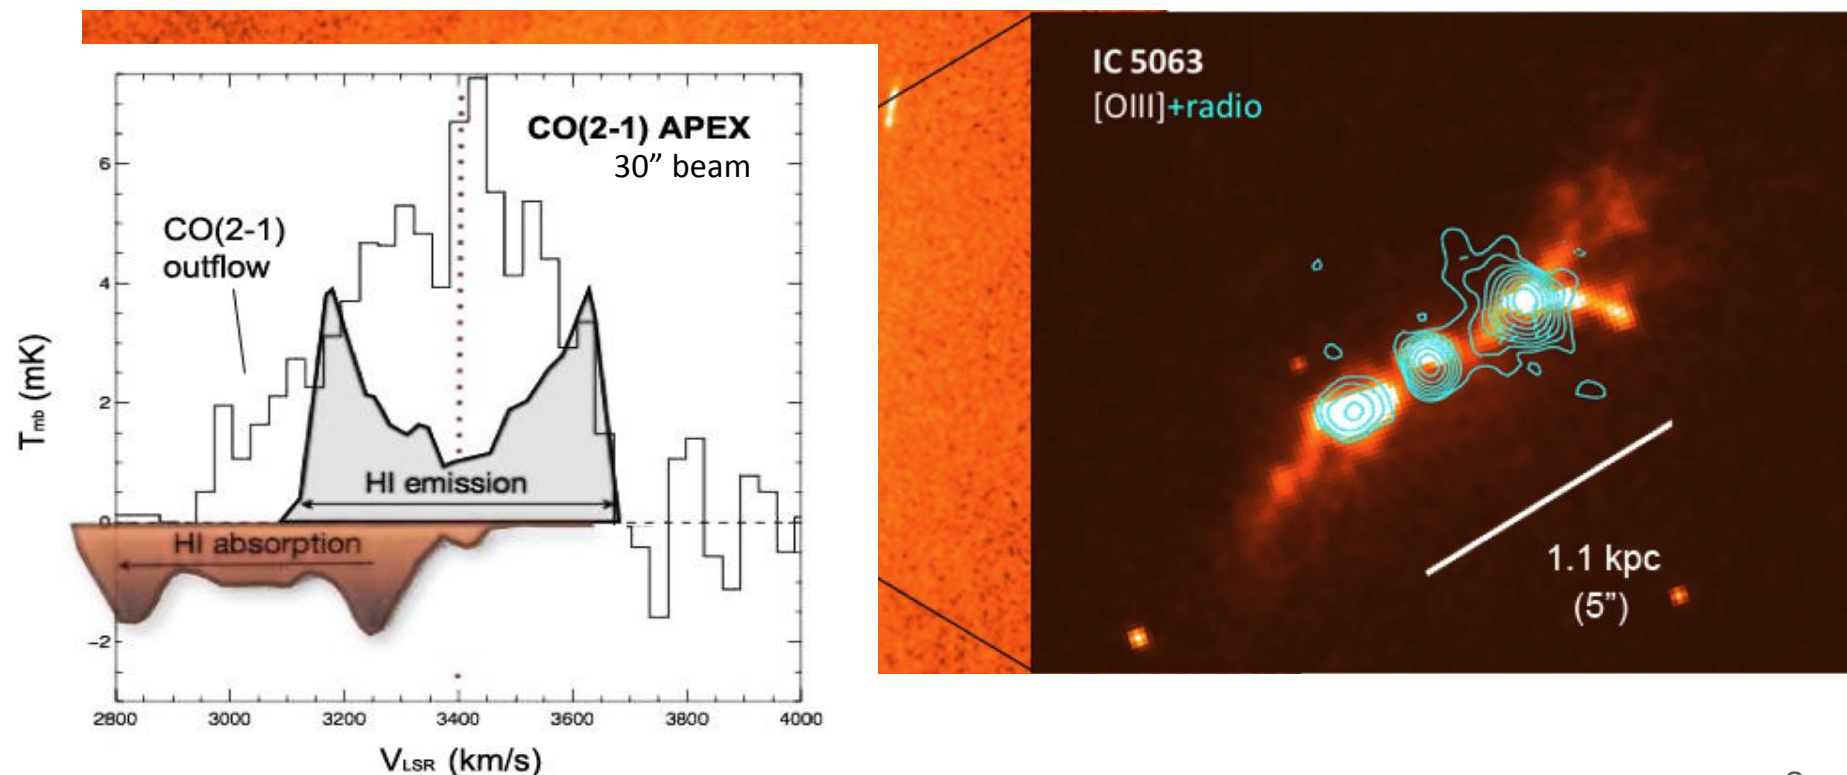 CO(2-1) APEX
30” beam
CO(2-1)
outflow
HI emission
HI absorption
Tmb (mK)
6
4
2
0
−2
2800 3000 3200 3400 3600 3800 4000
VLSR (km/s)
IC 5063
[OIII]+radio
1.1 kpc
(5”)